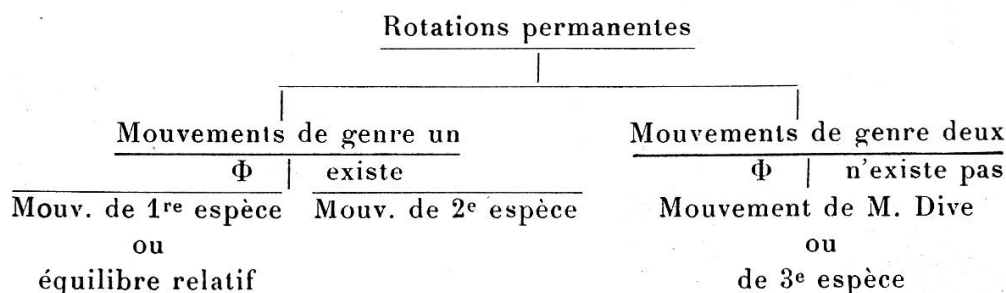 Rotations permanentes
Mouvements de genre un Mouvements de genre deux
Φ existe Φ n'existe pas
Mouv. de 1re espèce Mouv. de 2e espèce Mouvement de M. Dive
ou ou
équilibre relatif de 3e espèce